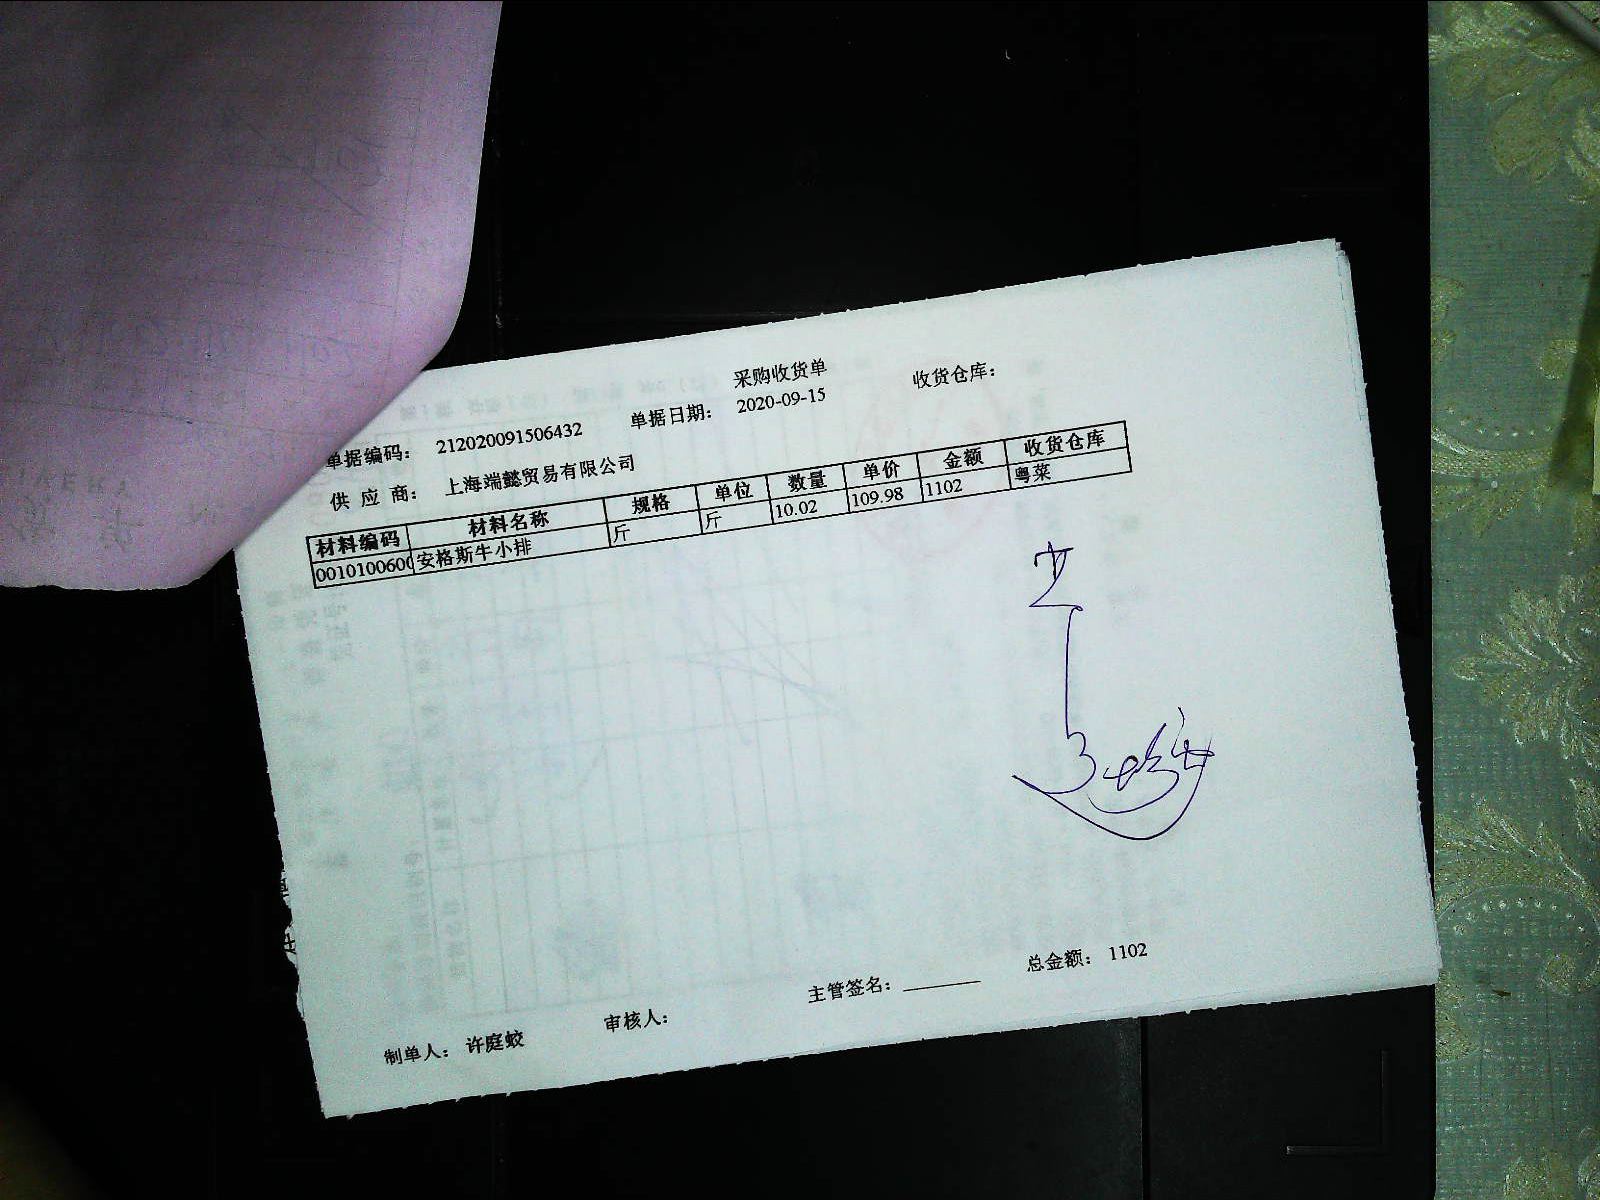 采购收货单
单据编码： 212020091506432 单据日期： 2020-09-15 收货仓库：
供 应 商： 上海端懿贸易有限公司
材料编码 材料名称 规格 单位 数量 单价 金额 收货仓库
0010100600 安格斯牛小排 斤 斤 10.02 109.98 1102 粤菜
总金额： 1102
制单人： 许庭蛟 审核人： 主管签名：